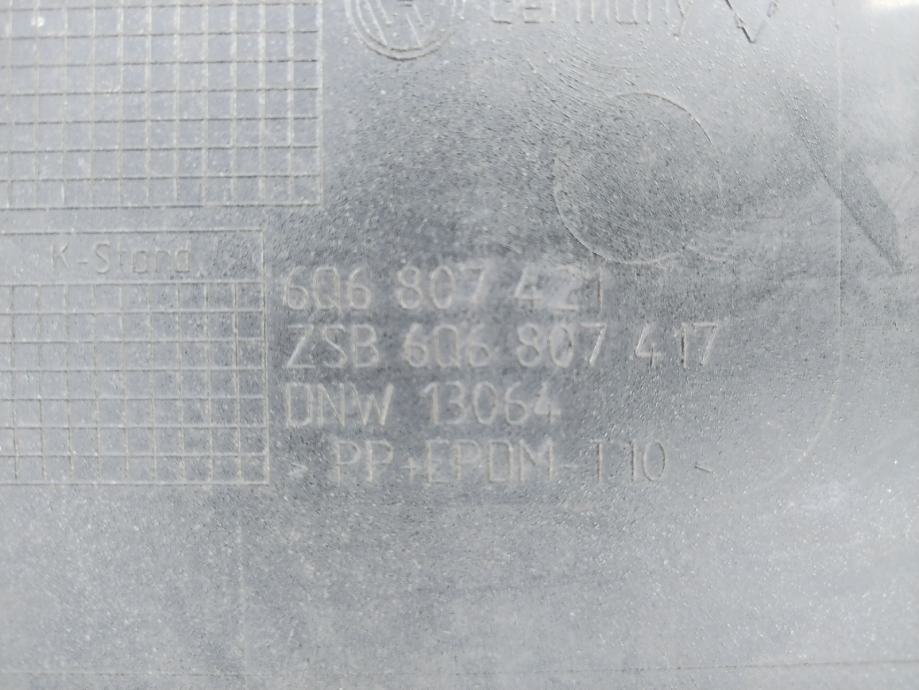 Germany
K-Stand
6Q6 807 421
ZSB 6Q6 807 417
DNW 13064
> PP+EPDM-T10 <